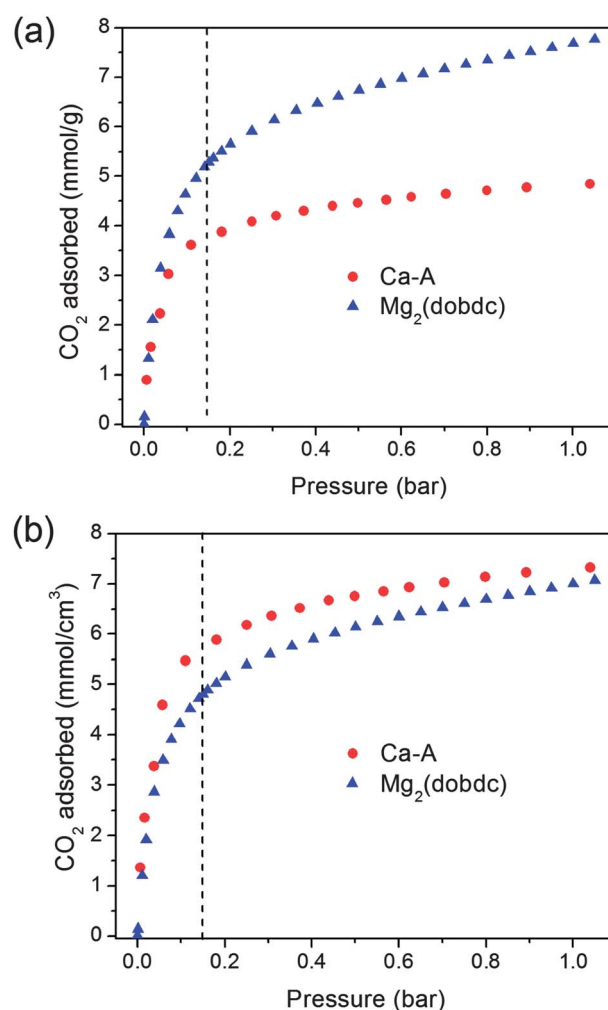 (a)
8
7
6
5
4
3
2
1
0
CO₂ adsorbed (mmol/g)
Ca-A
Mg₂(dobdc)
0.0 0.2 0.4 0.6 0.8 1.0
Pressure (bar)
(b)
8
7
6
5
4
3
2
1
0
CO₂ adsorbed (mmol/cm³)
Ca-A
Mg₂(dobdc)
0.0 0.2 0.4 0.6 0.8 1.0
Pressure (bar)